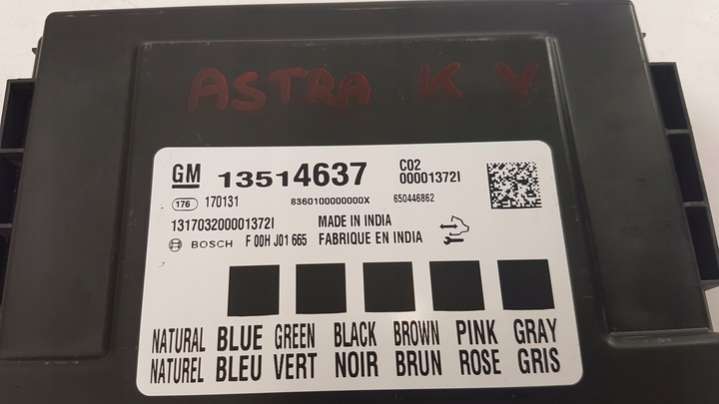 ASTRA K V
GM 13514637 C02 00001372I
176 170131 8360100000000X 650446862
131703200001372I MADE IN INDIA
BOSCH F 00H J01 665 FABRIQUE EN INDIA
NATURAL BLUE GREEN BLACK BROWN PINK GRAY
NATUREL BLEU VERT NOIR BRUN ROSE GRIS